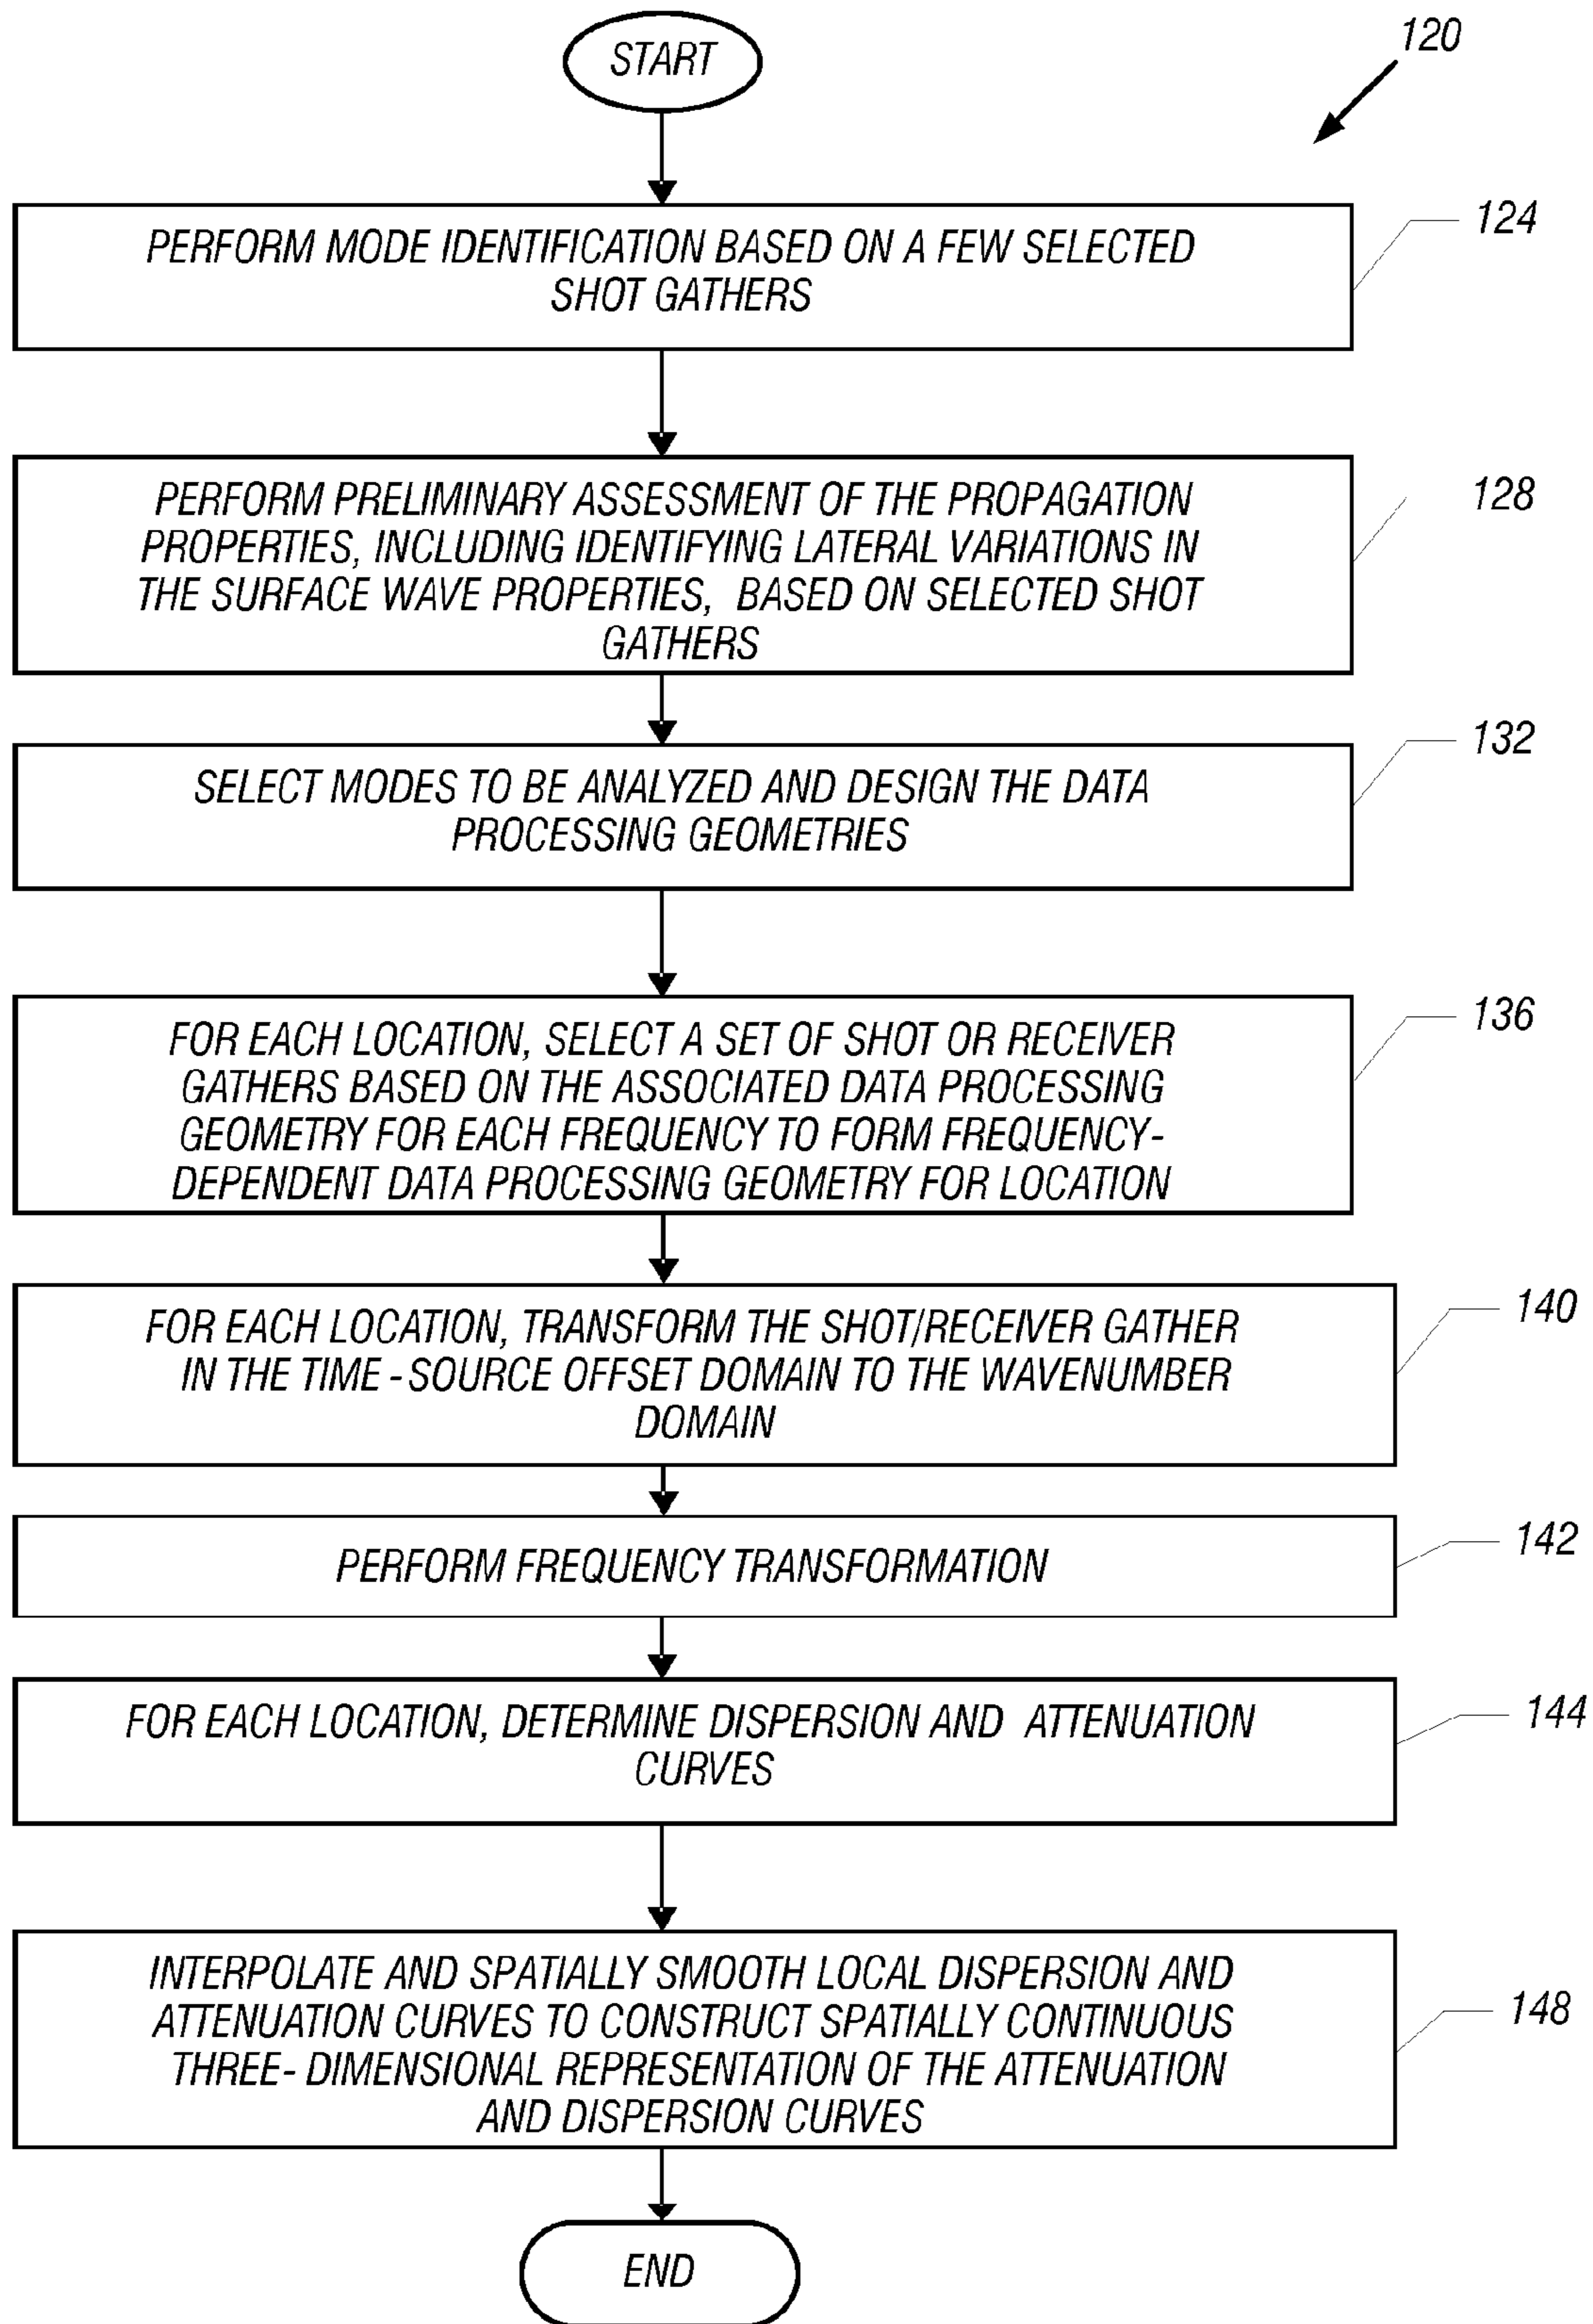 START
120
PERFORM MODE IDENTIFICATION BASED ON A FEW SELECTED
SHOT GATHERS
124
PERFORM PRELIMINARY ASSESSMENT OF THE PROPAGATION
PROPERTIES, INCLUDING IDENTIFYING LATERAL VARIATIONS IN
THE SURFACE WAVE PROPERTIES, BASED ON SELECTED SHOT
GATHERS
128
SELECT MODES TO BE ANALYZED AND DESIGN THE DATA
PROCESSING GEOMETRIES
132
FOR EACH LOCATION, SELECT A SET OF SHOT OR RECEIVER
GATHERS BASED ON THE ASSOCIATED DATA PROCESSING
GEOMETRY FOR EACH FREQUENCY TO FORM FREQUENCY-
DEPENDENT DATA PROCESSING GEOMETRY FOR LOCATION
136
FOR EACH LOCATION, TRANSFORM THE SHOT/RECEIVER GATHER
IN THE TIME - SOURCE OFFSET DOMAIN TO THE WAVENUMBER
DOMAIN
140
PERFORM FREQUENCY TRANSFORMATION
142
FOR EACH LOCATION, DETERMINE DISPERSION AND ATTENUATION
CURVES
144
INTERPOLATE AND SPATIALLY SMOOTH LOCAL DISPERSION AND
ATTENUATION CURVES TO CONSTRUCT SPATIALLY CONTINUOUS
THREE- DIMENSIONAL REPRESENTATION OF THE ATTENUATION
AND DISPERSION CURVES
148
END